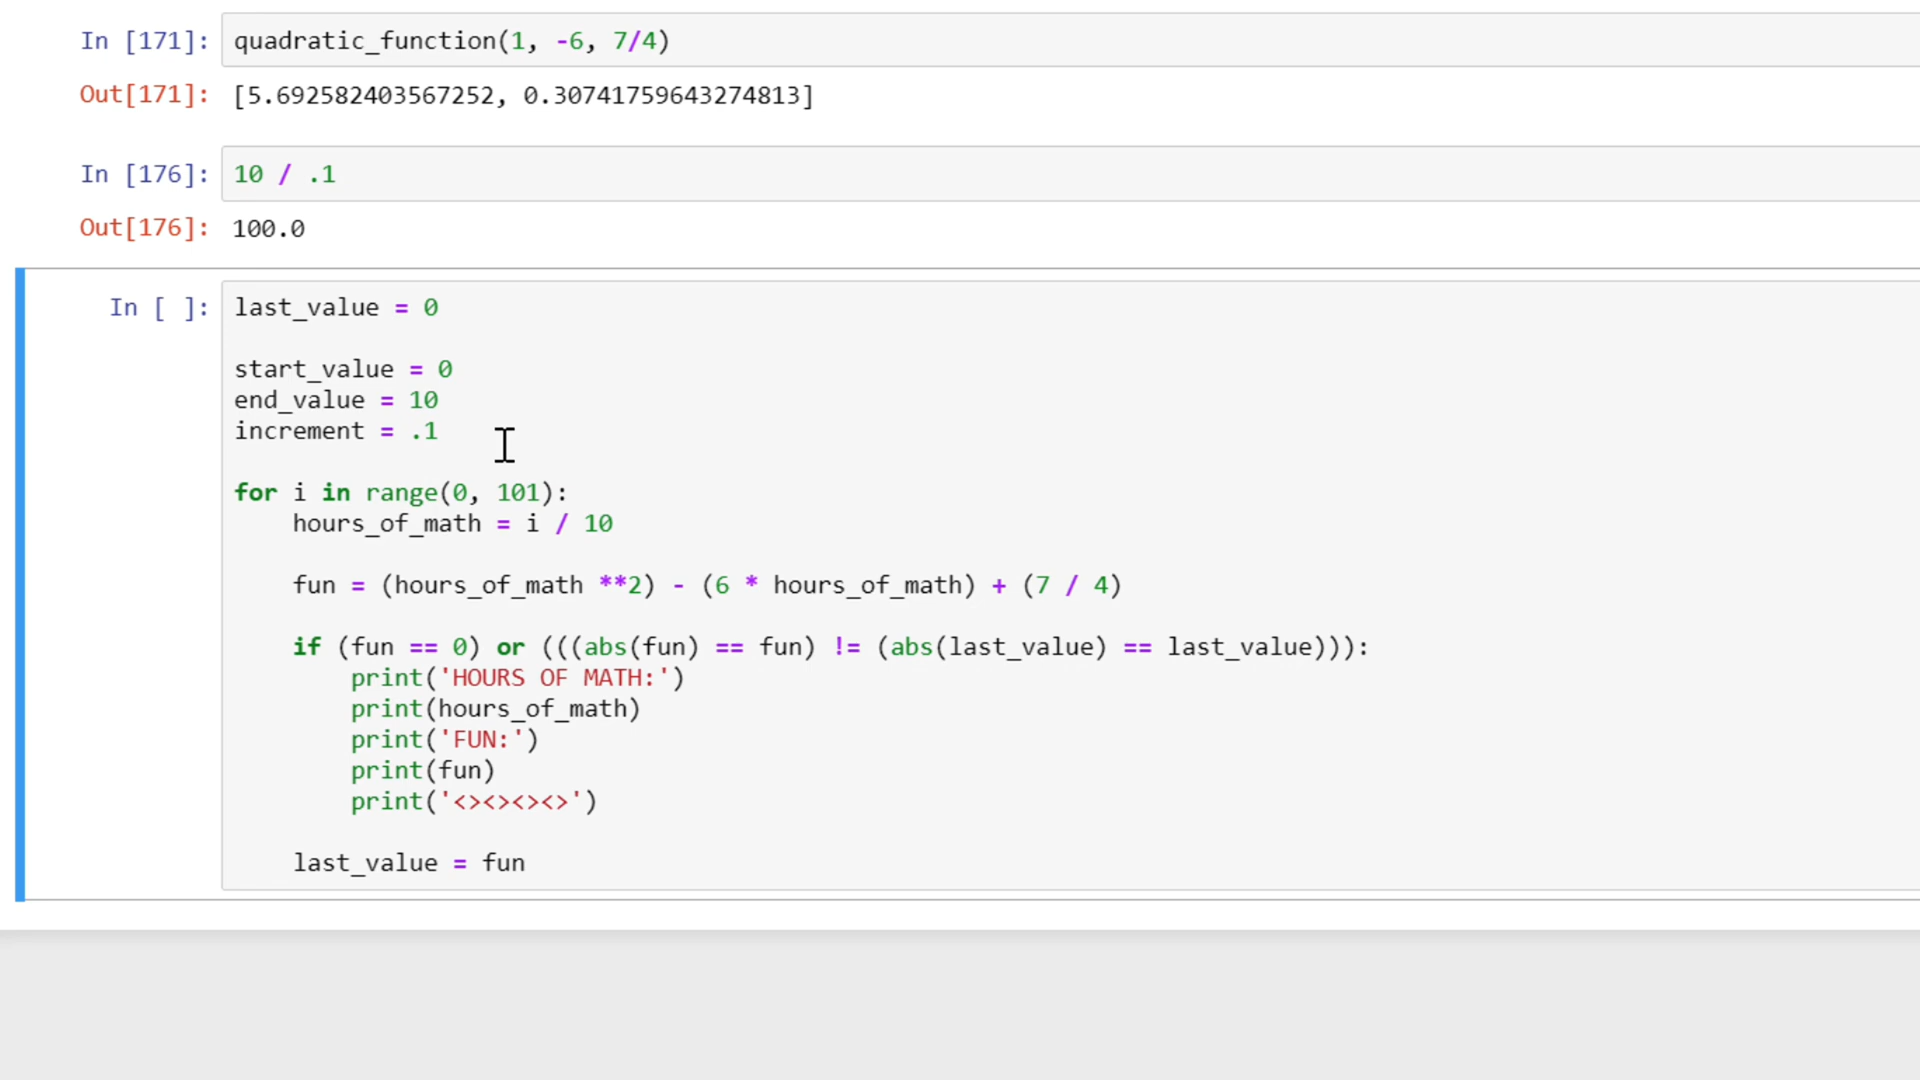 In [171]: quadratic_function(1, -6, 7/4)
Out[171]: [5.692582403567252, 0.30741759643274813]
In [176]: 10 / .1
Out[176]: 100.0
In [ ]: last_value = 0
start_value = 0
end_value = 10
increment = .1
for i in range(0, 101):
    hours_of_math = i / 10
    fun = (hours_of_math **2) - (6 * hours_of_math) + (7 / 4)
    if (fun == 0) or (((abs(fun) == fun) != (abs(last_value) == last_value))):
        print('HOURS OF MATH:')
        print(hours_of_math)
        print('FUN:')
        print(fun)
        print('<><><><>')
    last_value = fun